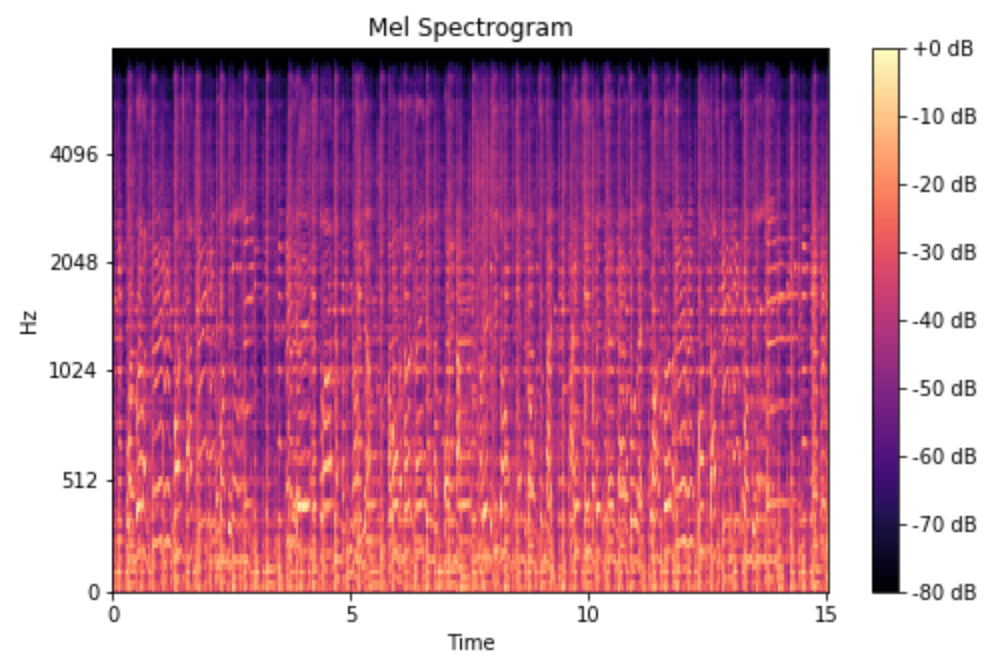 Mel Spectrogram
Hz
4096
2048
1024
512
0
0 5 10 15
Time
+0 dB
-10 dB
-20 dB
-30 dB
-40 dB
-50 dB
-60 dB
-70 dB
-80 dB